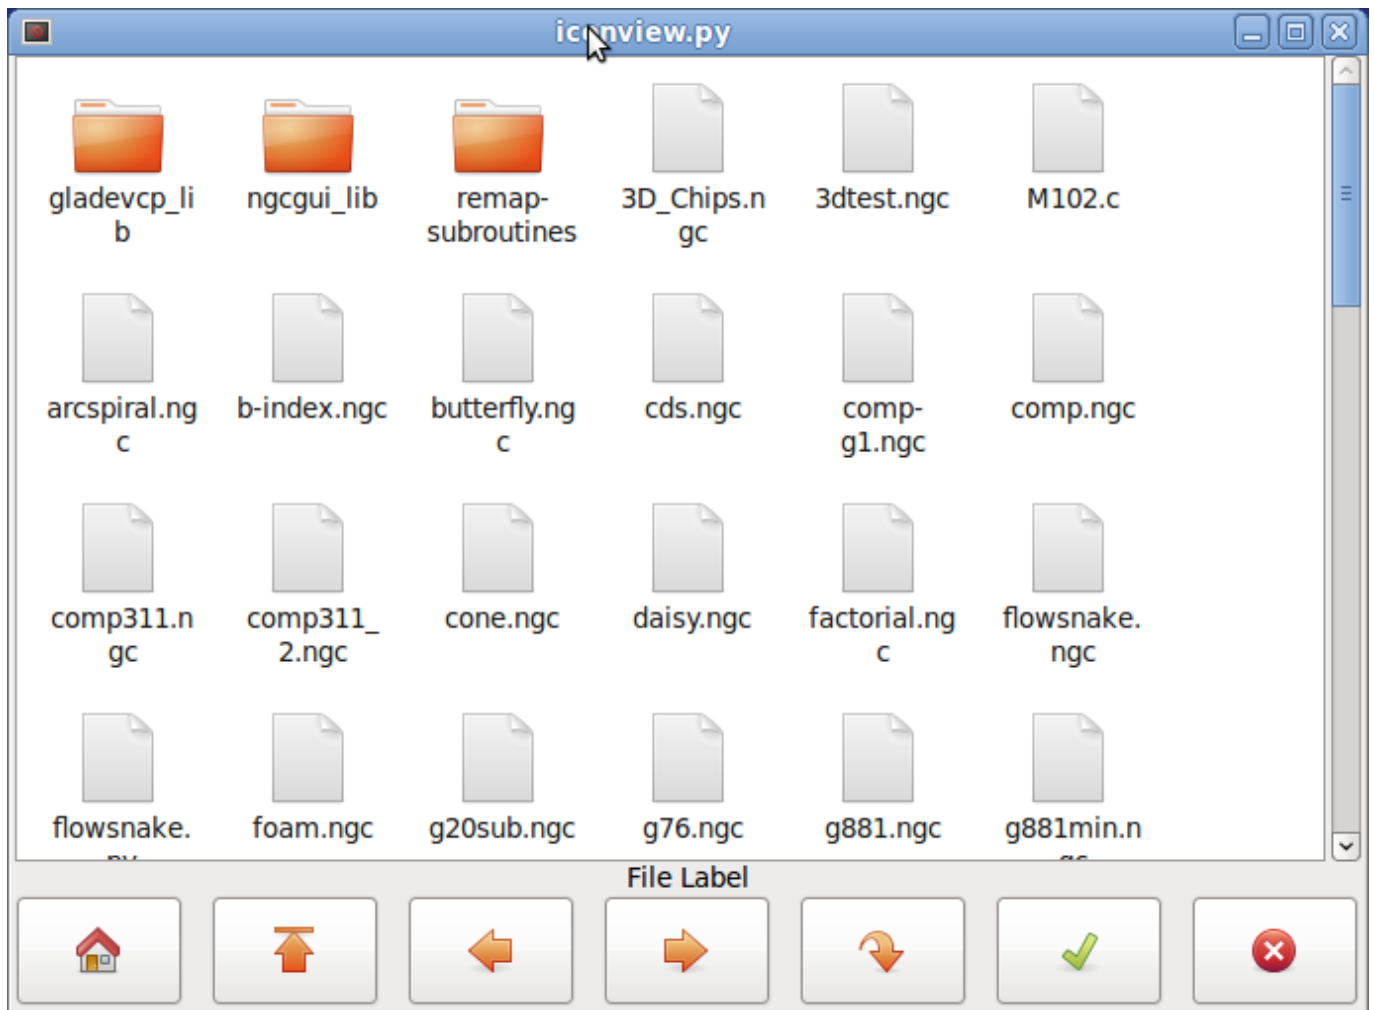 iconview.py
gladevcp_li ngcgui_lib remap- 3D_Chips.n 3dtest.ngc M102.c
b subroutines gc
arcspiral.ng b-index.ngc butterfly.ng cds.ngc comp- comp.ngc
c c g1.ngc
comp311.n comp311_ cone.ngc daisy.ngc factorial.ng flowsnake.
gc 2.ngc c ngc
flowsnake. foam.ngc g20sub.ngc g76.ngc g881.ngc g881min.n
File Label